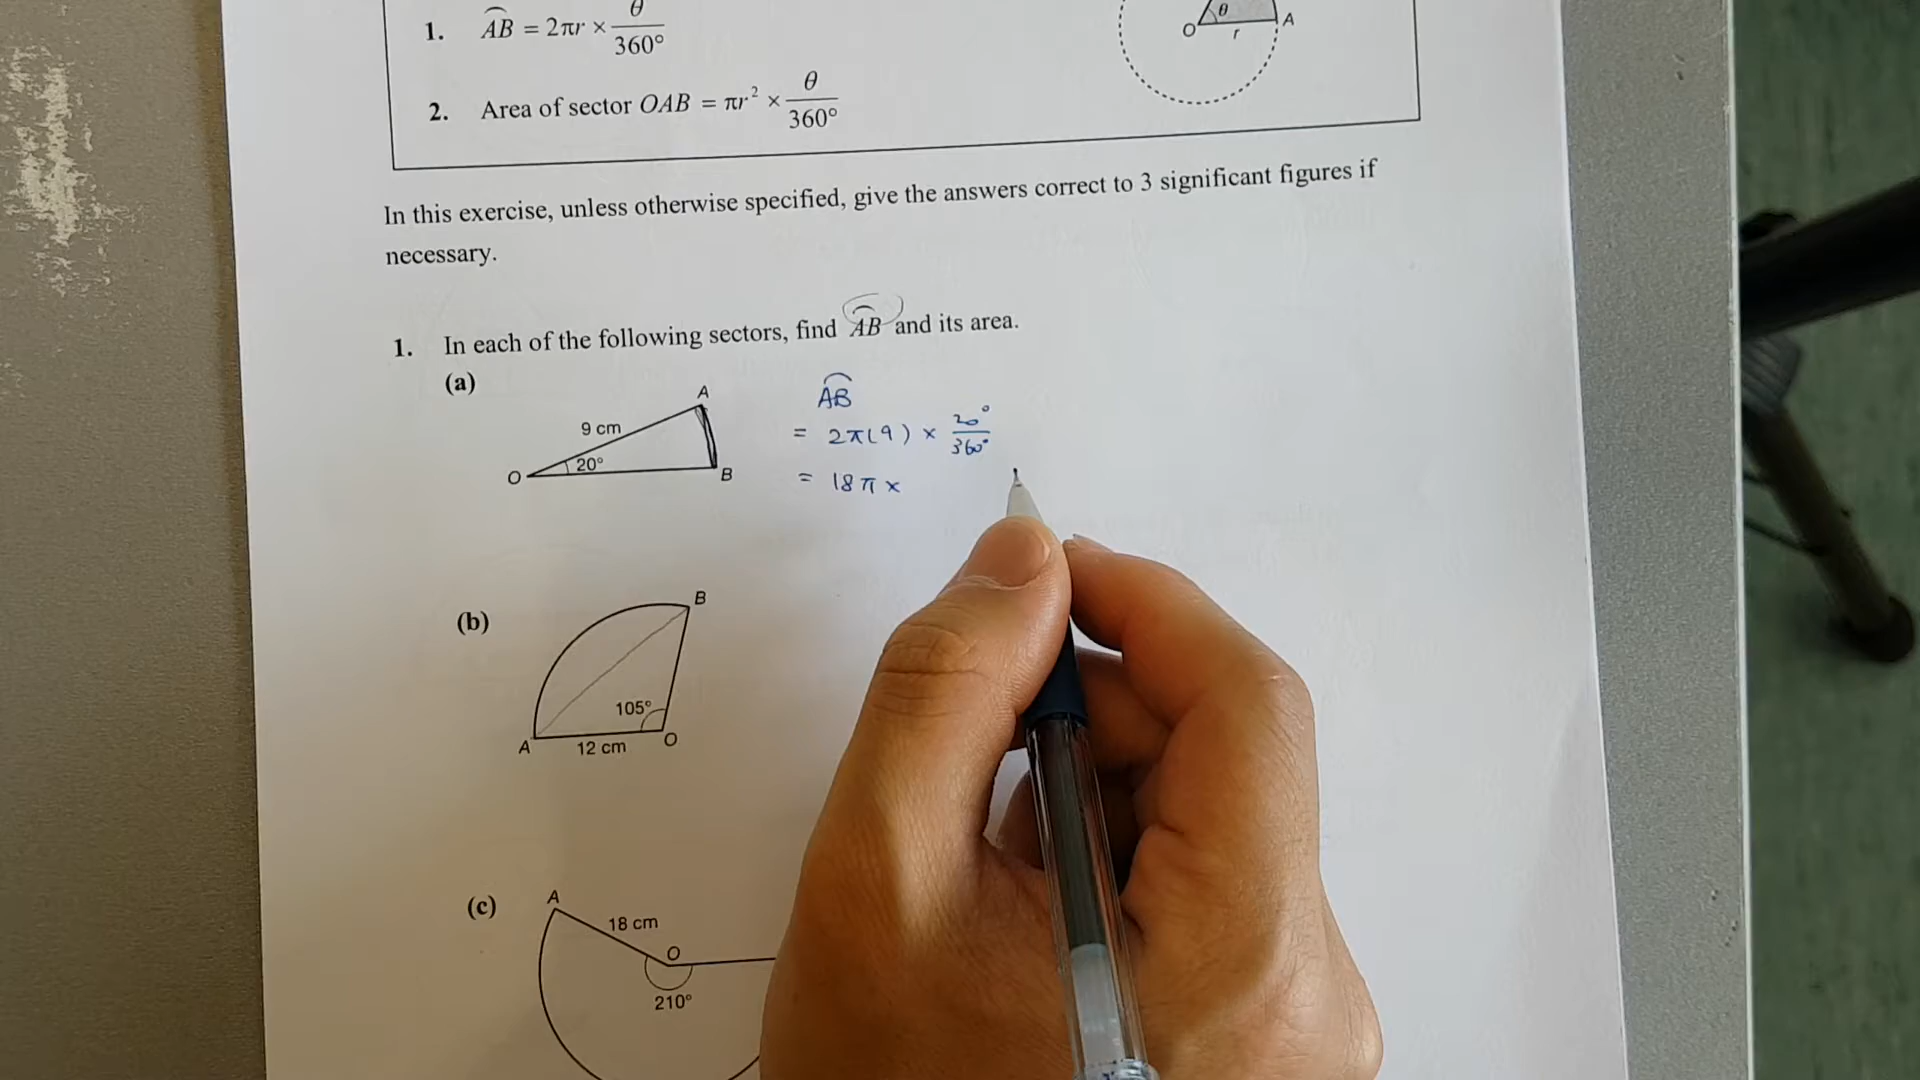 1. AB = 2πr × θ/360°
2. Area of sector OAB = πr² × θ/360°
θ
O r A
In this exercise, unless otherwise specified, give the answers correct to 3 significant figures if
necessary.
1. In each of the following sectors, find AB and its area.
(a)
A
9 cm
20°
O
B
AB
= 2π(9) × 20°/360°
= 18π ×
(b)
B
105°
A
12 cm
O
(c)
A
18 cm
O
210°